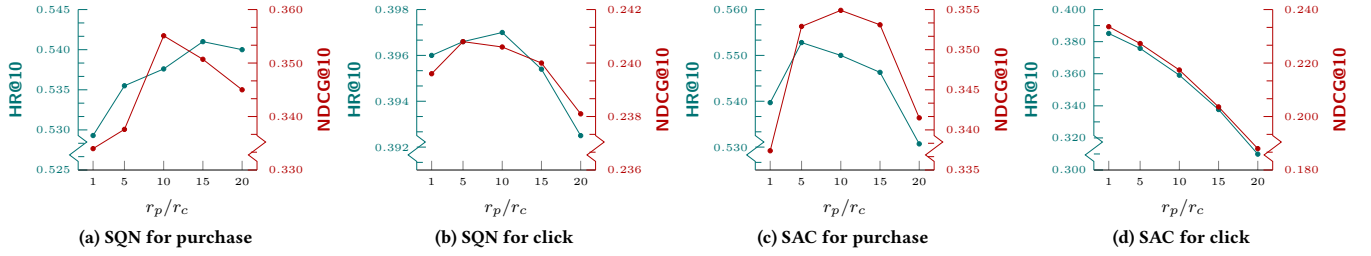 0.545
0.540
0.535
0.530
0.525
HR@10
0.360
0.350
0.340
0.330
NDCG@10
1 5 10 15 20
r_p/r_c
(a) SQN for purchase
0.398
0.396
0.394
0.392
HR@10
0.242
0.240
0.238
0.236
NDCG@10
1 5 10 15 20
r_p/r_c
(b) SQN for click
0.560
0.550
0.540
0.530
HR@10
0.355
0.350
0.345
0.340
0.335
NDCG@10
1 5 10 15 20
r_p/r_c
(c) SAC for purchase
0.400
0.380
0.360
0.340
0.320
0.300
HR@10
0.240
0.220
0.200
0.180
NDCG@10
1 5 10 15 20
r_p/r_c
(d) SAC for click